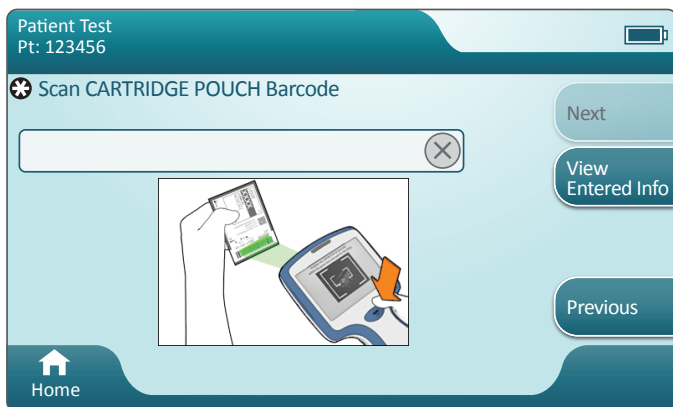 Patient Test
Pt: 123456
Scan CARTRIDGE POUCH Barcode
Next
View
Entered Info
Previous
Home